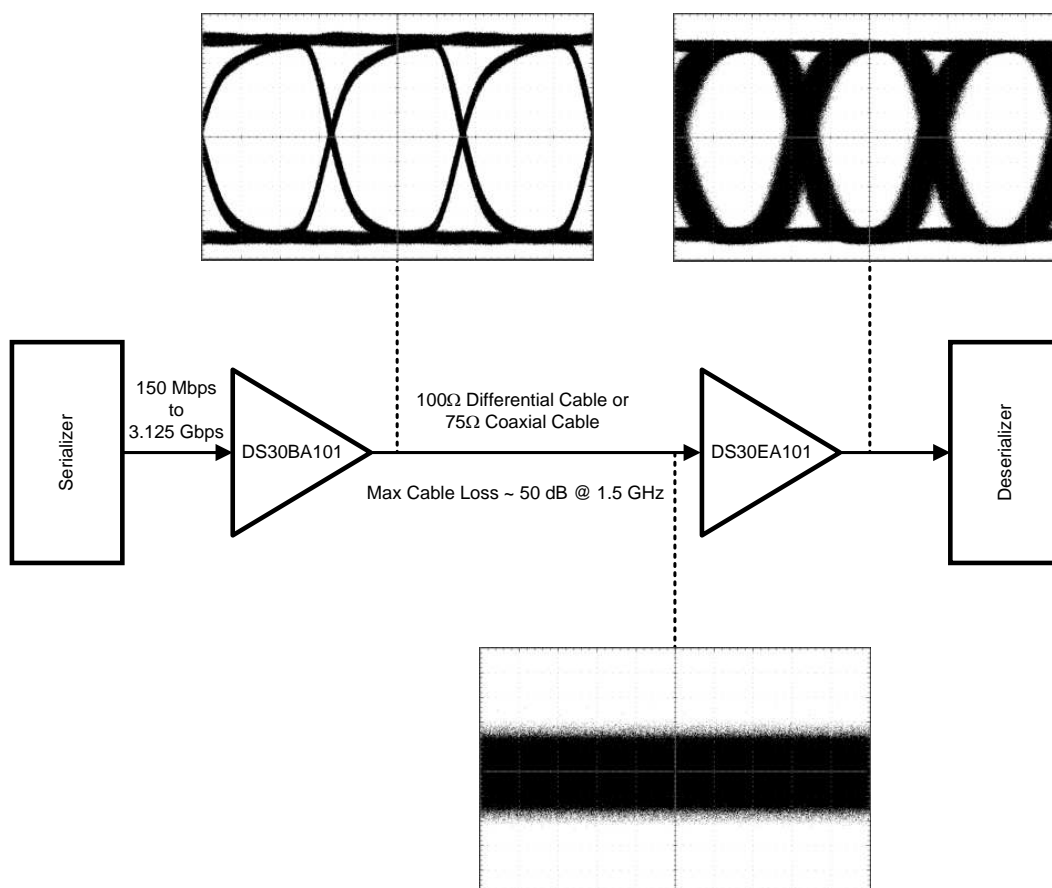 Serializer
150 Mbps
to
3.125 Gbps
DS30BA101
100Ω Differential Cable or
75Ω Coaxial Cable
Max Cable Loss ~ 50 dB @ 1.5 GHz
DS30EA101
Deserializer